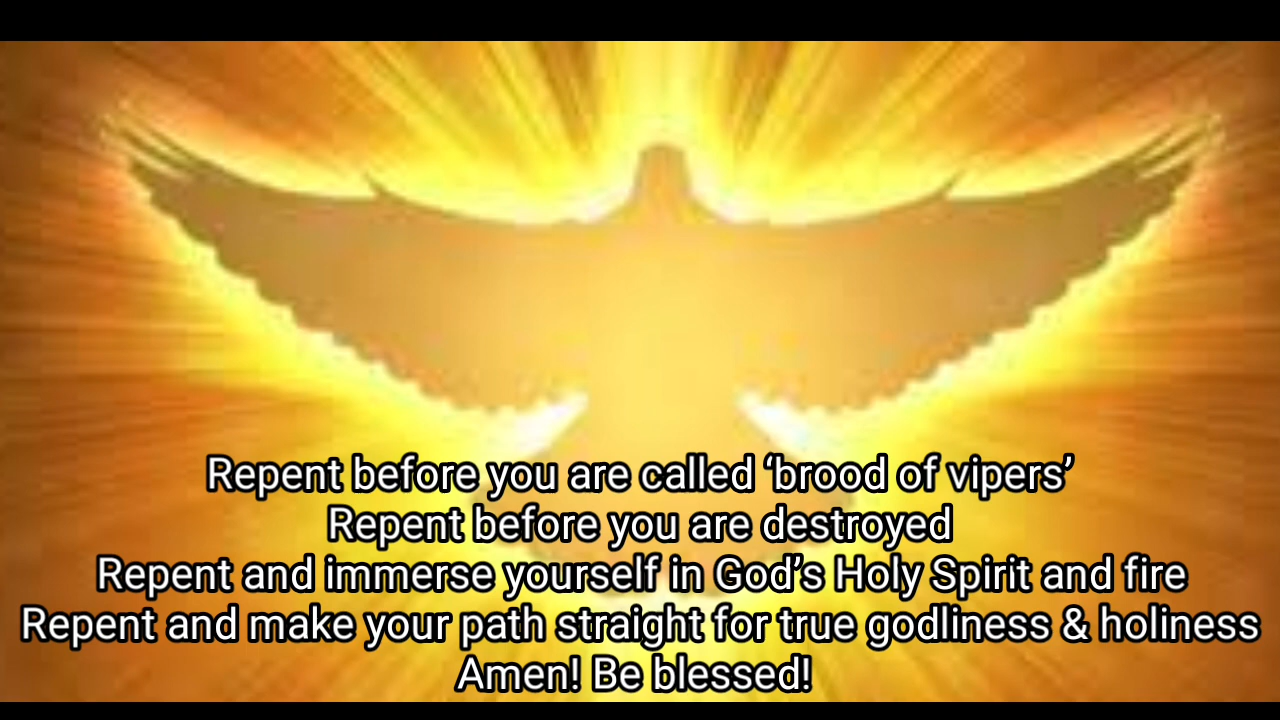 Repent before you are called ‘brood of vipers’
Repent before you are destroyed
Repent and immerse yourself in God’s Holy Spirit and fire
Repent and make your path straight for true godliness & holiness
Amen! Be blessed!